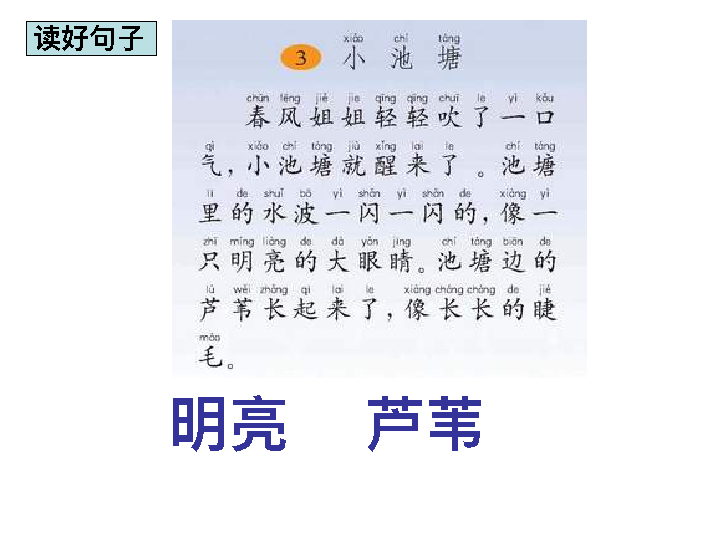 读好句子
xiǎo chí táng
3 小 池 塘
chūn fēng jiě jie qīng qīng chuī le yì kǒu
春 风 姐 姐 轻 轻 吹 了 一 口
qì xiǎo chí táng jiù xǐng lai le chí táng
气，小 池 塘 就 醒 来 了 。池 塘
li de shuǐ bō yì shǎn yì shǎn de xiàng yì
里 的 水 波 一 闪 一 闪 的，像 一
zhī míng liàng de dà yǎn jing chí táng biān de
只 明 亮 的 大 眼 睛。池 塘 边 的
lú wěi zhǎng qi lai le xiàng cháng cháng de jié
芦 苇 长 起 来 了，像 长 长 的 睫
máo
毛。
明亮 芦苇